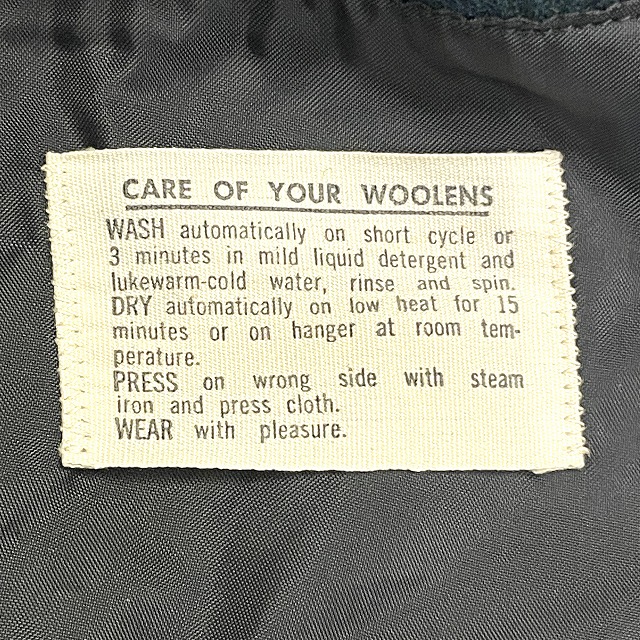 CARE OF YOUR WOOLENS
WASH automatically on short cycle or
3 minutes in mild liquid detergent and
lukewarm-cold water, rinse and spin.
DRY automatically on low heat for 15
minutes or on hanger at room tem-
perature.
PRESS on wrong side with steam
iron and press cloth.
WEAR with pleasure.